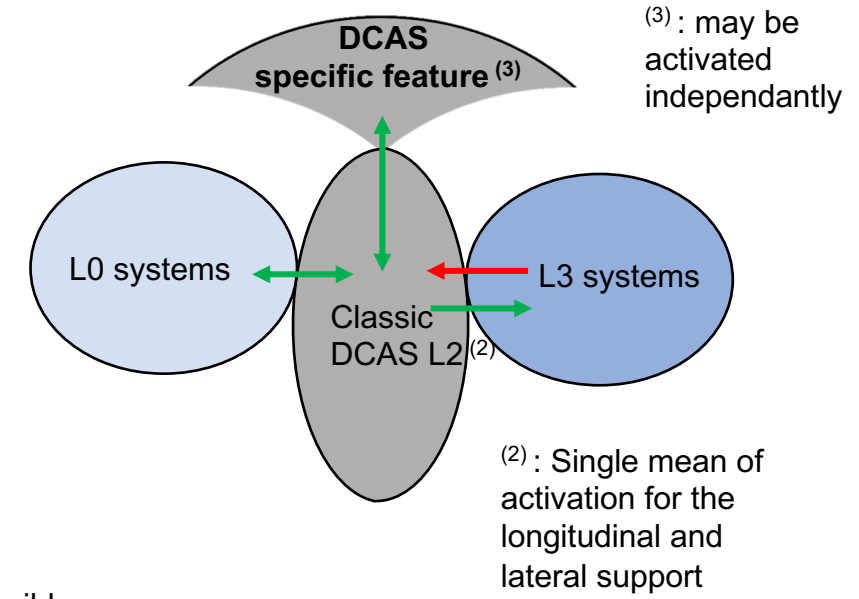 DCAS
specific feature (3)
(3) : may be
activated
independantly
L0 systems
L3 systems
Classic
DCAS L2 (2)
(2) : Single mean of
activation for the
longitudinal and
lateral support